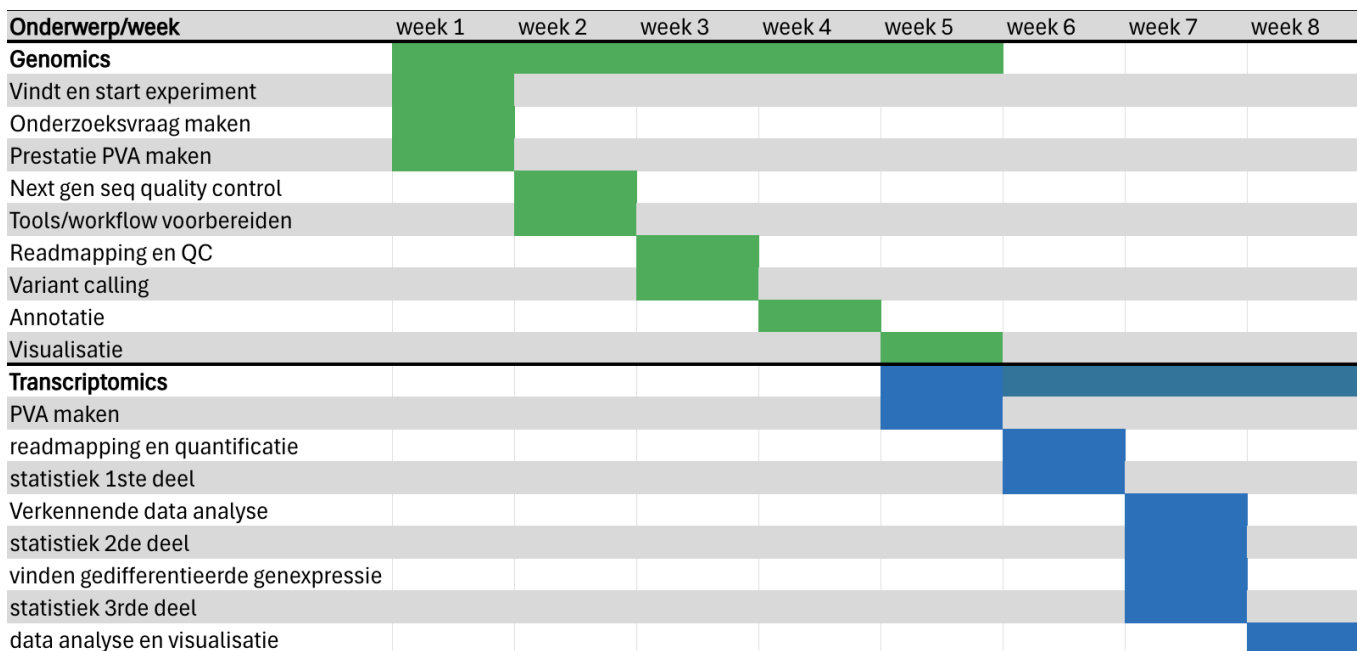 Onderwerp/week week 1 week 2 week 3 week 4 week 5 week 6 week 7 week 8
Genomics
Vindt en start experiment
Onderzoeksvraag maken
Prestatie PVA maken
Next gen seq quality control
Tools/workflow voorbereiden
Readmapping en QC
Variant calling
Annotatie
Visualisatie
Transcriptomics
PVA maken
readmapping en quantificatie
statistiek 1ste deel
Verkennende data analyse
statistiek 2de deel
vinden gedifferentieerde genexpressie
statistiek 3rde deel
data analyse en visualisatie